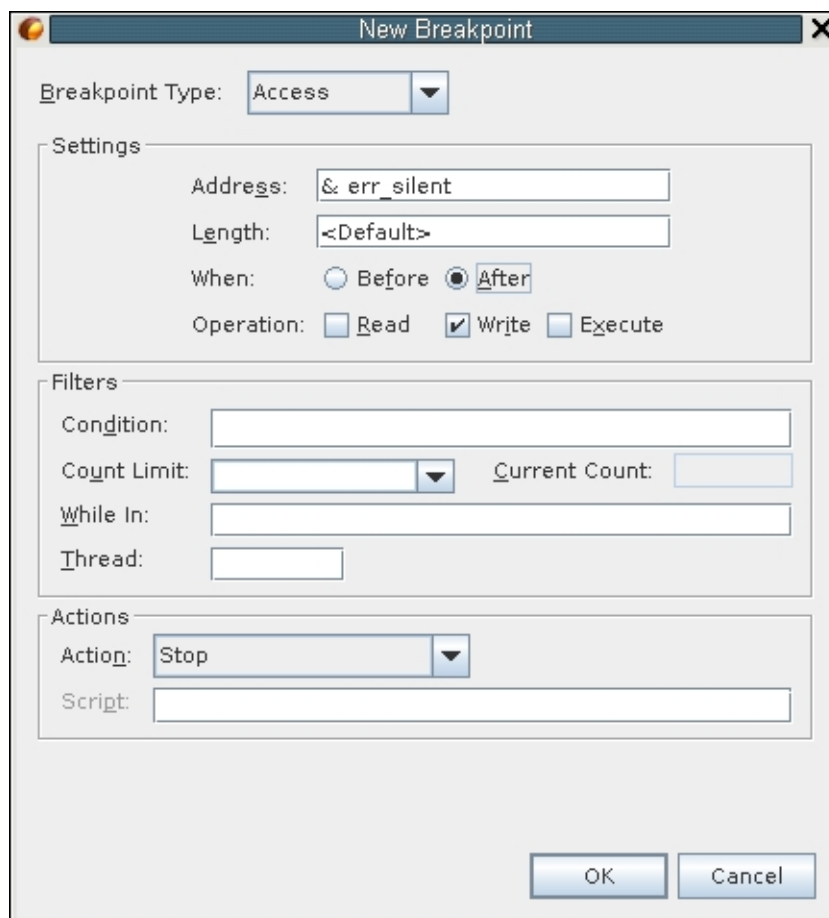 New Breakpoint
Breakpoint Type: Access
Settings
Address: & err_silent
Length: <Default>
When: Before After
Operation: Read Write Execute
Filters
Condition:
Count Limit: Current Count:
While In:
Thread:
Actions
Action: Stop
Script:
OK Cancel